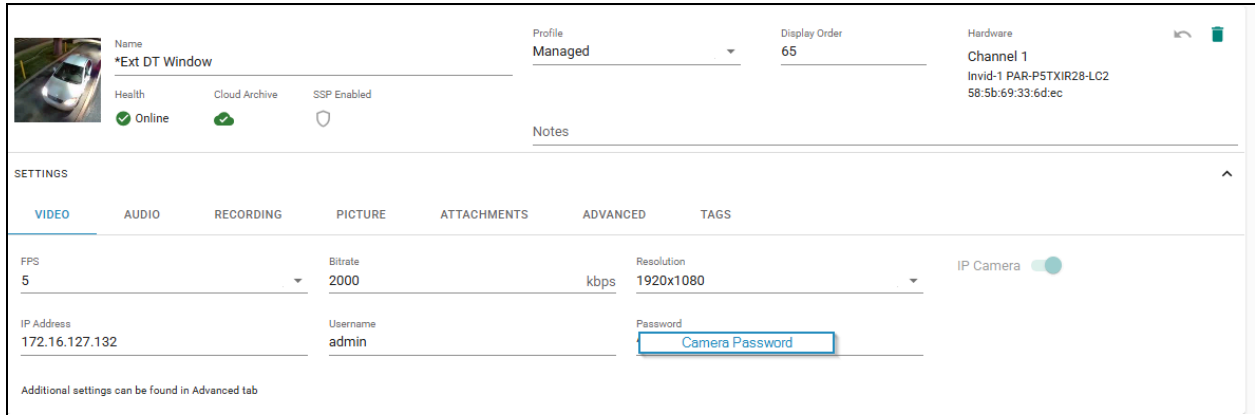 Name
*Ext DT Window
Profile
Managed
Display Order
65
Hardware
Channel 1
Invid-1 PAR-P5TXIR28-LC2
58:5b:69:33:6d:ec
Health
Online
Cloud Archive
SSP Enabled
Notes
SETTINGS
VIDEO AUDIO RECORDING PICTURE ATTACHMENTS ADVANCED TAGS
FPS
5
Bitrate
2000 kbps
Resolution
1920x1080
IP Camera
IP Address
172.16.127.132
Username
admin
Password
Camera Password
Additional settings can be found in Advanced tab